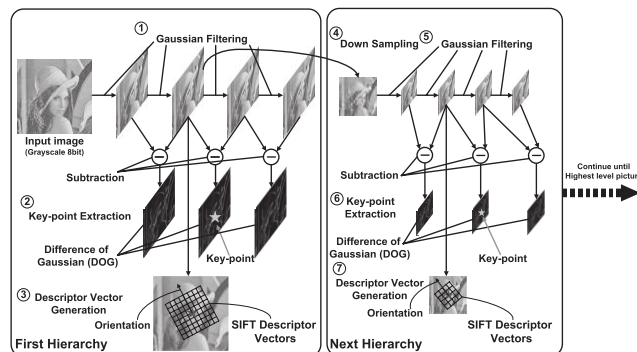 ① Gaussian Filtering
Input image
(Grayscale 8bit)
Subtraction
② Key-point Extraction
Difference of
Gaussian (DOG)
Key-point
③ Descriptor Vector
Generation
Orientation
SIFT Descriptor
Vectors
First Hierarchy
④ Down Sampling
⑤ Gaussian Filtering
Subtraction
⑥ Key-point
Extraction
Difference of
Gaussian (DOG)
Key-point
⑦
Descriptor Vector
Generation
Orientation
SIFT Descriptor
Vectors
Next Hierarchy
Continue until
Highest level picture